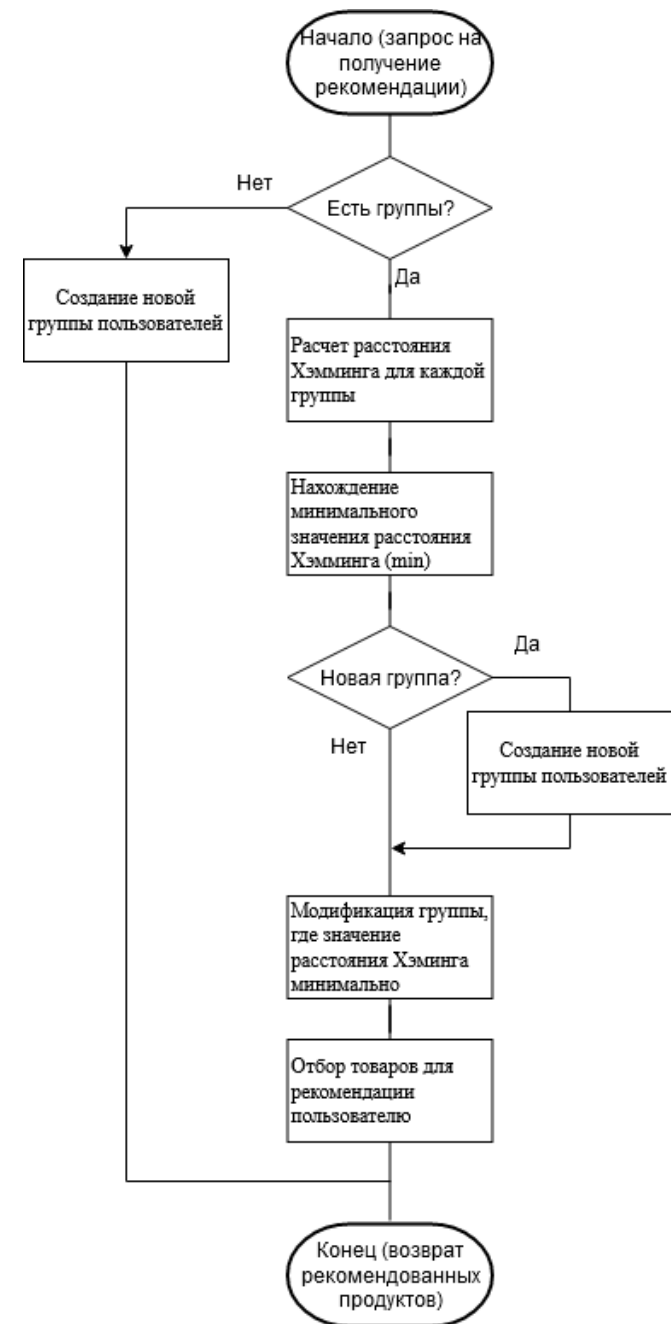 Начало (запрос на
получение
рекомендации)
Нет
Есть группы?
Да
Создание новой
группы пользователей
Расчет расстояния
Хэмминга для каждой
группы
Нахождение
минимального
значения расстояния
Хэмминга (min)
Да
Новая группа?
Нет
Создание новой
группы пользователей
Модификация группы,
где значение
расстояния Хэминга
минимально
Отбор товаров для
рекомендации
пользователю
Конец (возврат
рекомендованных
продуктов)